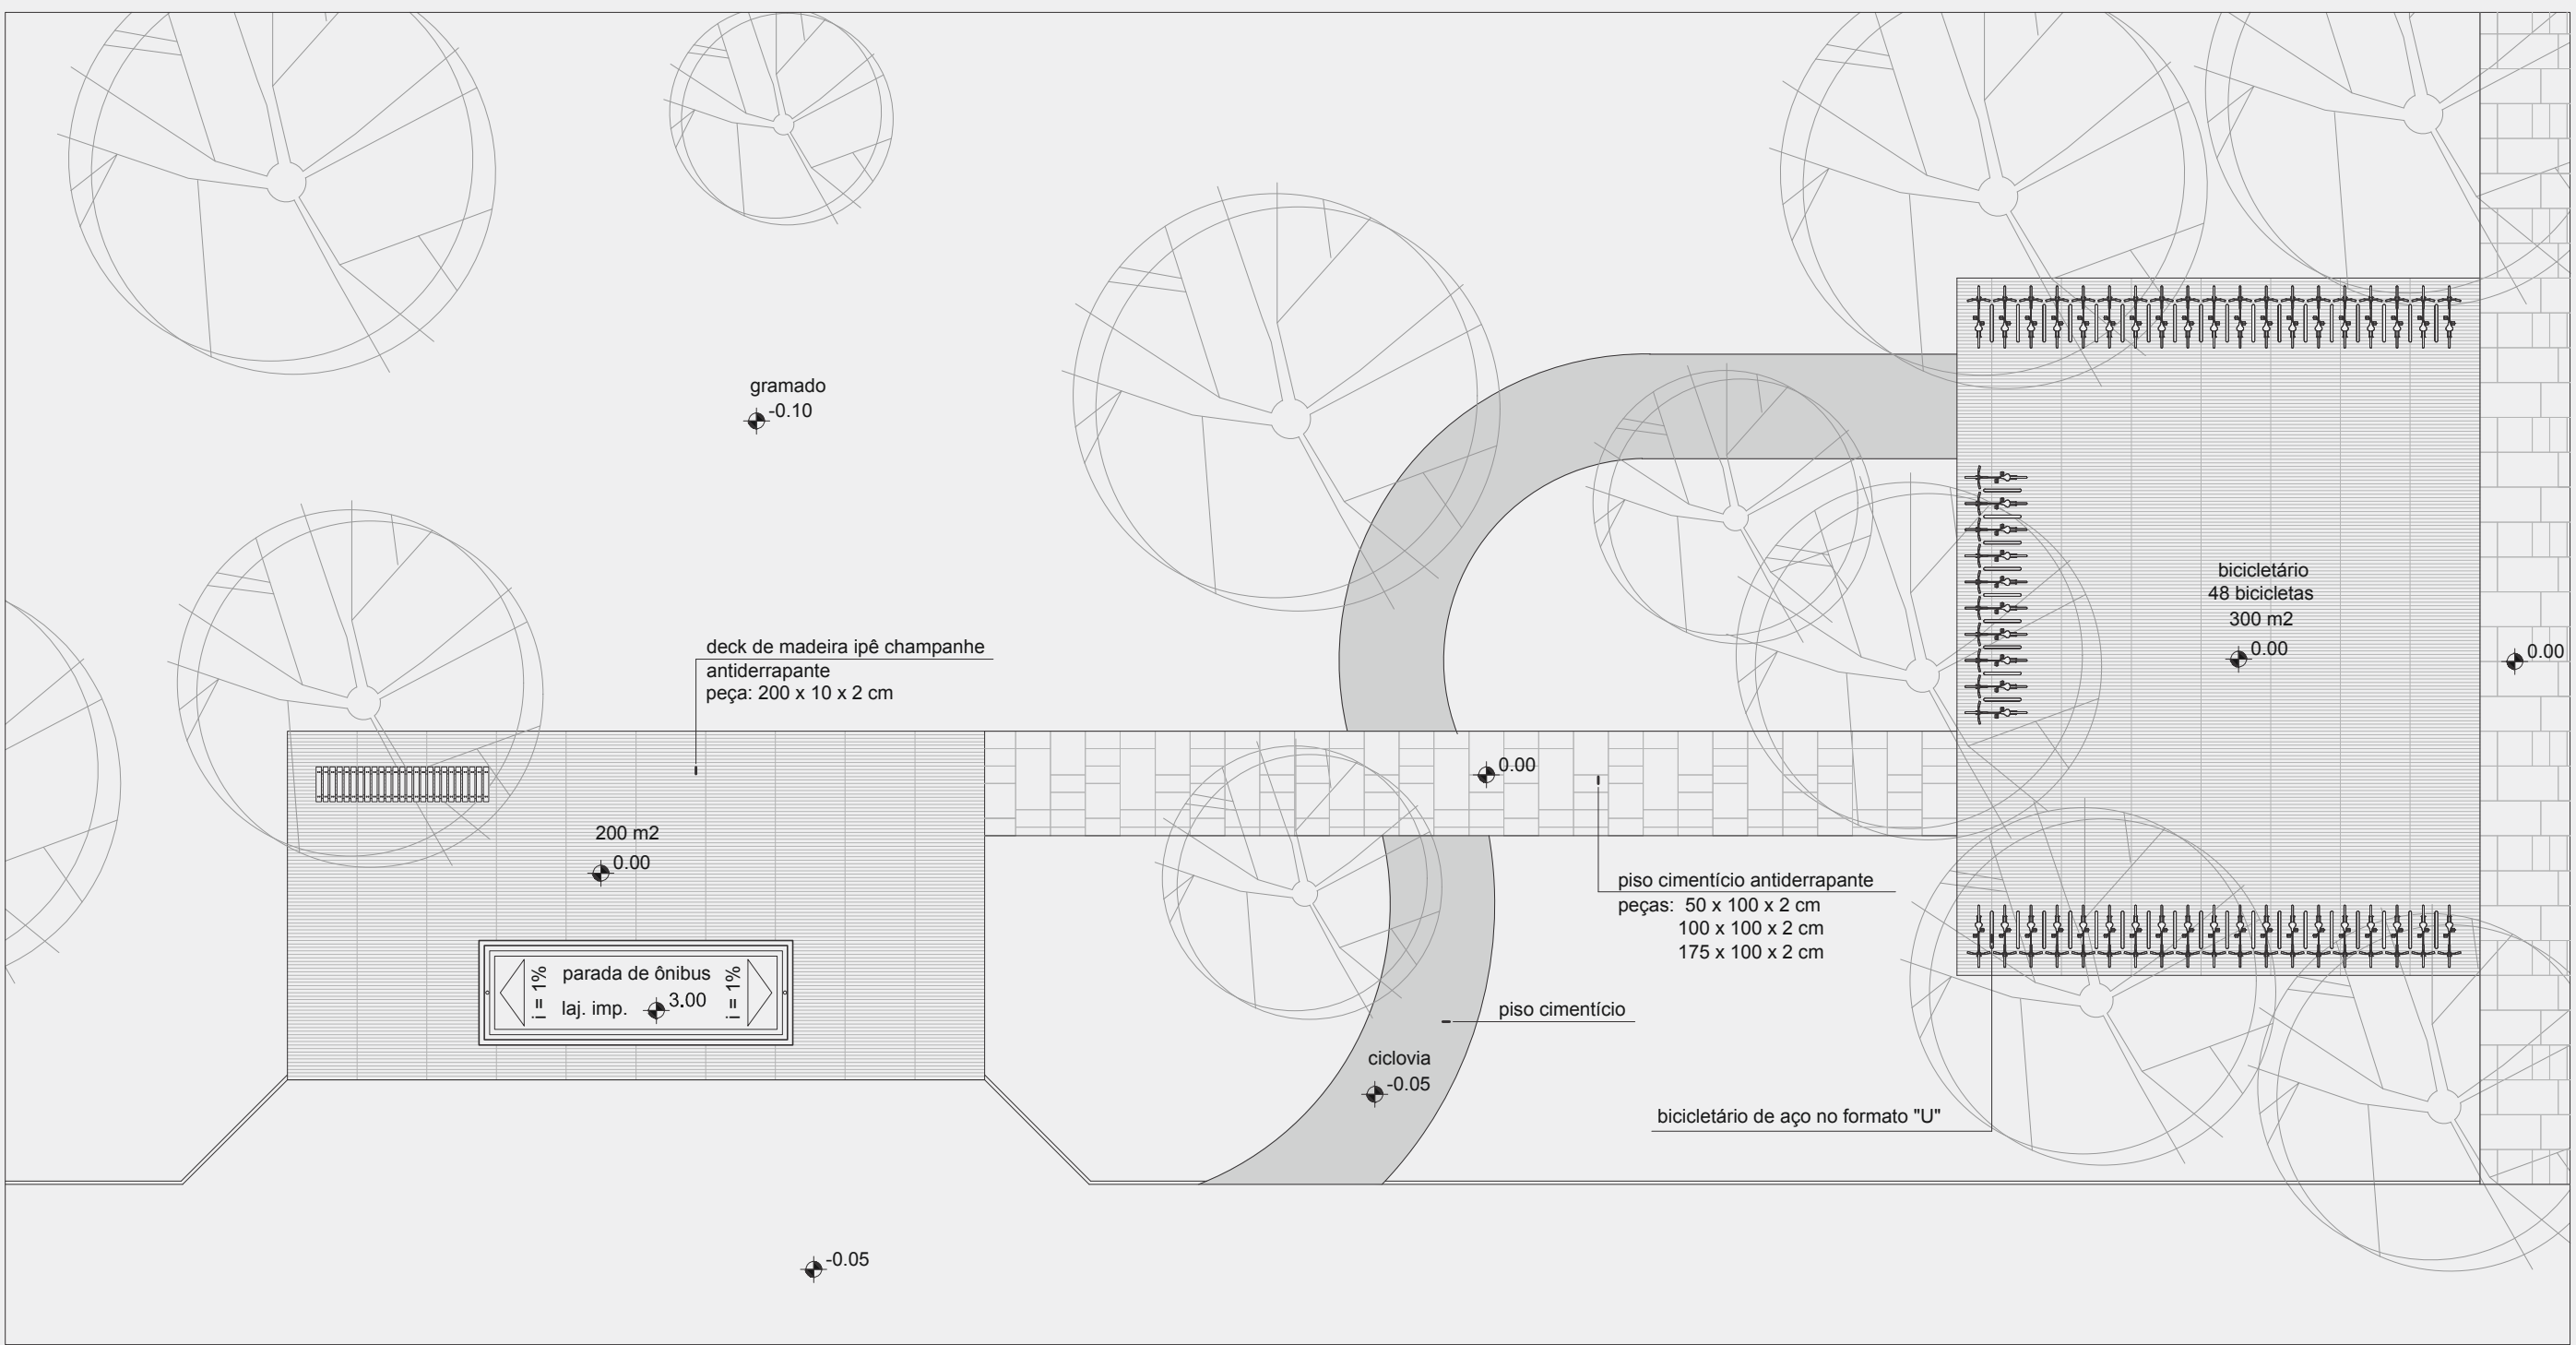 gramado
-0.10
deck de madeira ipê champanhe
antiderrapante
peça: 200 x 10 x 2 cm
bicicletário
48 bicicletas
300 m2
0.00
0.00
0.00
200 m2
0.00
piso cimentício antiderrapante
peças: 50 x 100 x 2 cm
100 x 100 x 2 cm
175 x 100 x 2 cm
i = 1%
parada de ônibus
laj. imp.
3.00
i = 1%
piso cimentício
ciclovia
-0.05
bicicletário de aço no formato "U"
-0.05